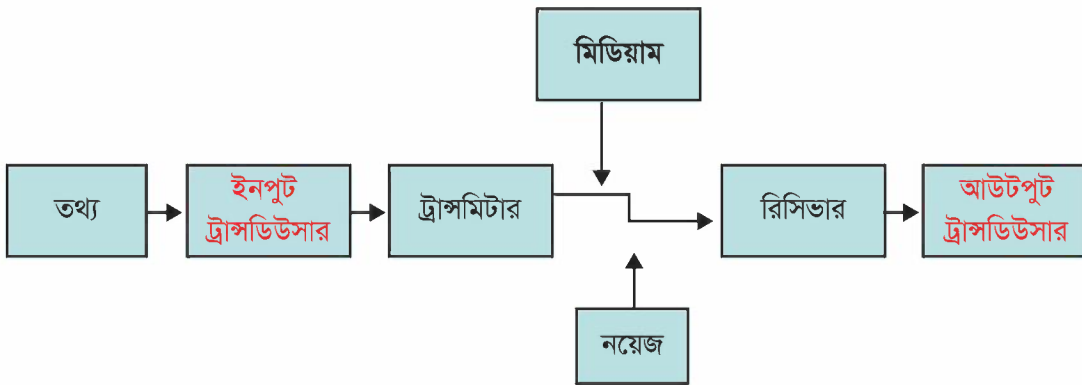 মিডিয়াম
তথ্য
ইনপুট
ট্রান্সডিউসার
ট্রান্সমিটার
রিসিভার
আউটপুট
ট্রান্সডিউসার
নয়েজ